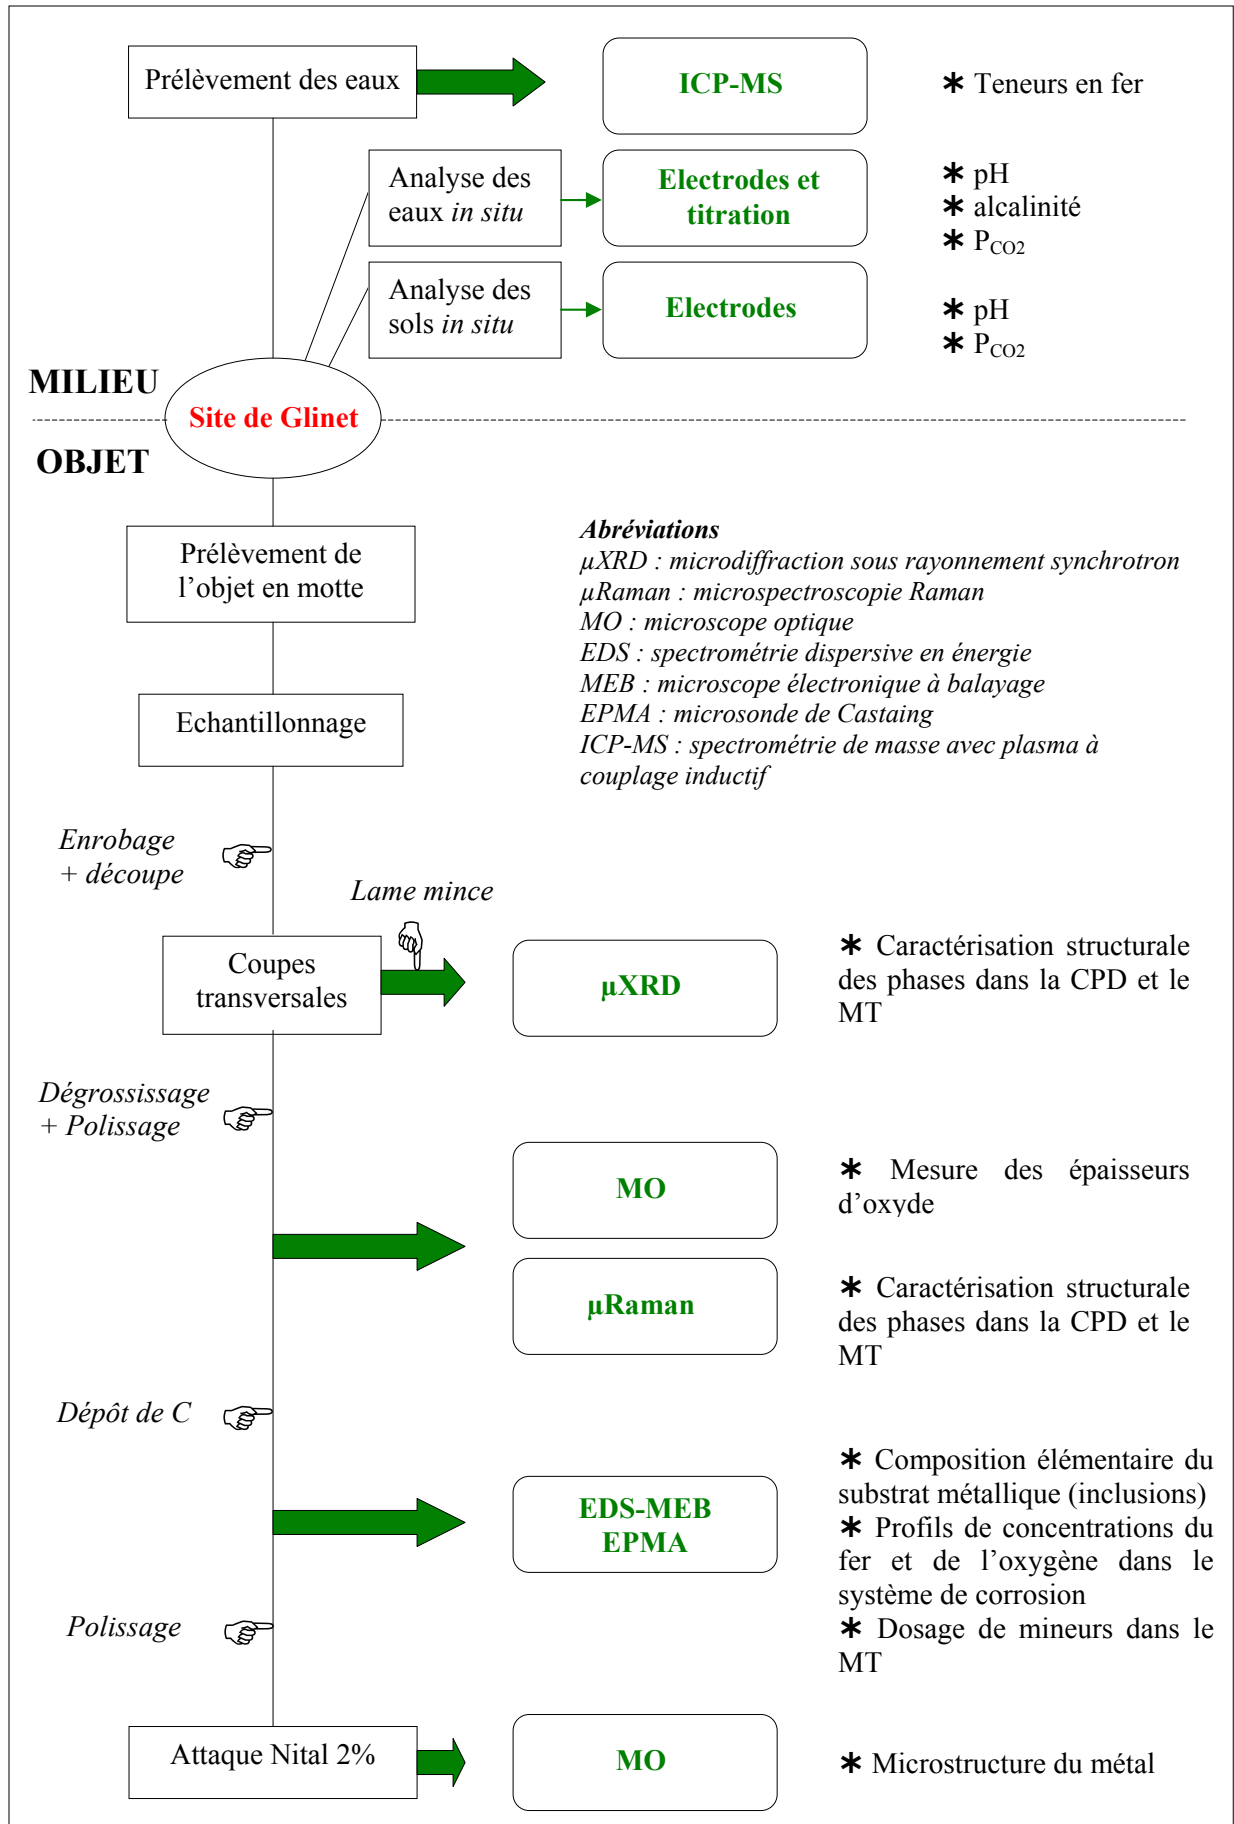 Prélèvement des eaux
ICP-MS
∗ Teneurs en fer
Analyse des
eaux in situ
Electrodes et
titration
∗ pH
∗ alcalinité
∗ PCO2
Analyse des
sols in situ
Electrodes
∗ pH
∗ PCO2
MILIEU
Site de Glinet
OBJET
Prélèvement de
l’objet en motte
Abréviations
µXRD : microdiffraction sous rayonnement synchrotron
µRaman : microspectroscopie Raman
MO : microscope optique
EDS : spectrométrie dispersive en énergie
MEB : microscope électronique à balayage
EPMA : microsonde de Castaing
ICP-MS : spectrométrie de masse avec plasma à
couplage inductif
Echantillonnage
Enrobage
+ découpe
Lame mince
Coupes
transversales
µXRD
∗ Caractérisation structurale
des phases dans la CPD et le
MT
Dégrossissage
+ Polissage
MO
∗ Mesure des épaisseurs
d’oxyde
µRaman
∗ Caractérisation structurale
des phases dans la CPD et le
MT
Dépôt de C
EDS-MEB
EPMA
∗ Composition élémentaire du
substrat métallique (inclusions)
∗ Profils de concentrations du
fer et de l’oxygène dans le
système de corrosion
∗ Dosage de mineurs dans le
MT
Polissage
Attaque Nital 2%
MO
∗ Microstructure du métal